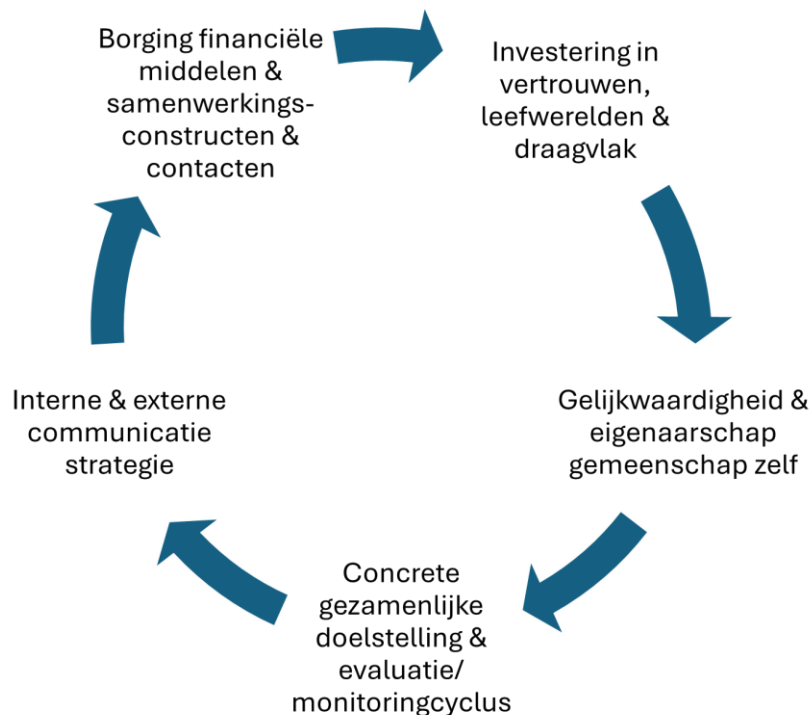 Borging financiële
middelen &
samenwerkings-
constructen &
contacten
Investering in
vertrouwen,
leefwerelden &
draagvlak
Gelijkwaardigheid &
eigenaarschap
gemeenschap zelf
Concrete
gezamenlijke
doelstelling &
evaluatie/
monitoringcyclus
Interne & externe
communicatie
strategie